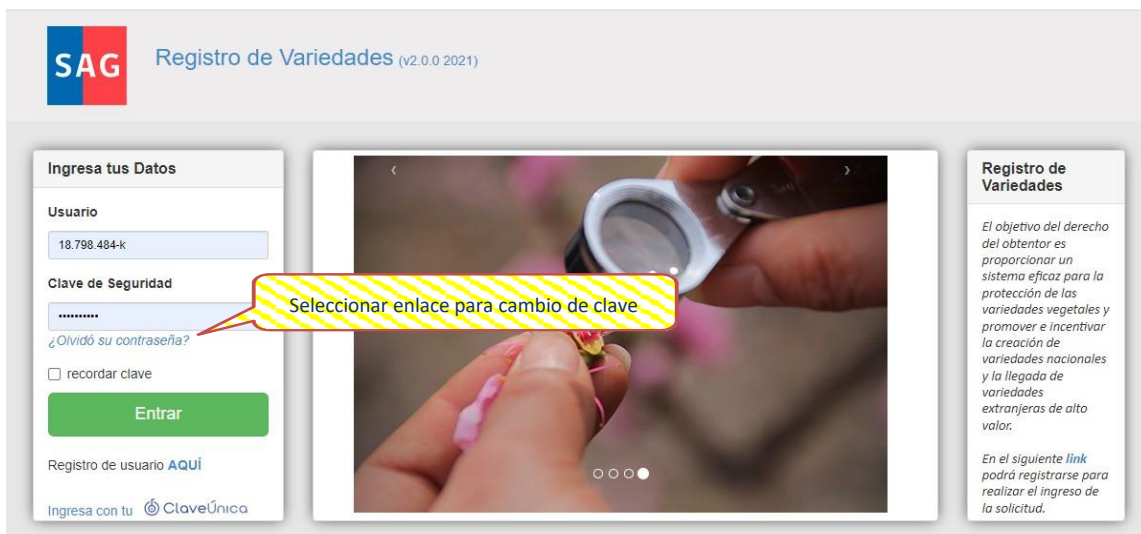 SAG
Registro de Variedades (v2.0.0 2021)
Ingresa tus Datos
Usuario
18.798.484-k
Clave de Seguridad
••••••••••
¿Olvidó su contraseña?
recordar clave
Entrar
Registro de usuario AQUÍ
Ingresa con tu ClaveÚnica
Seleccionar enlace para cambio de clave
Registro de
Variedades
El objetivo del derecho
del obtentor es
proporcionar un
sistema eficaz para la
protección de las
variedades vegetales y
promover e incentivar
la creación de
variedades nacionales
y la llegada de
variedades
extranjeras de alto
valor.
En el siguiente link
podrá registrarse para
realizar el ingreso de
la solicitud.